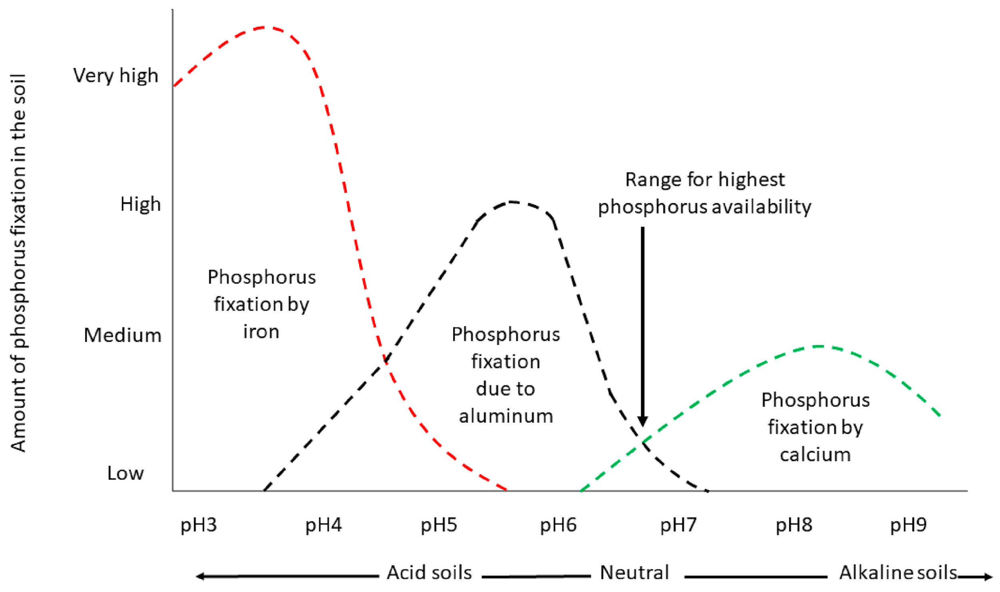 Amount of phosphorus fixation in the soil
Very high
High
Medium
Low
Phosphorus
fixation by
iron
Phosphorus
fixation
due to
aluminum
Range for highest
phosphorus availability
Phosphorus
fixation by
calcium
pH3 pH4 pH5 pH6 pH7 pH8 pH9
Acid soils Neutral Alkaline soils